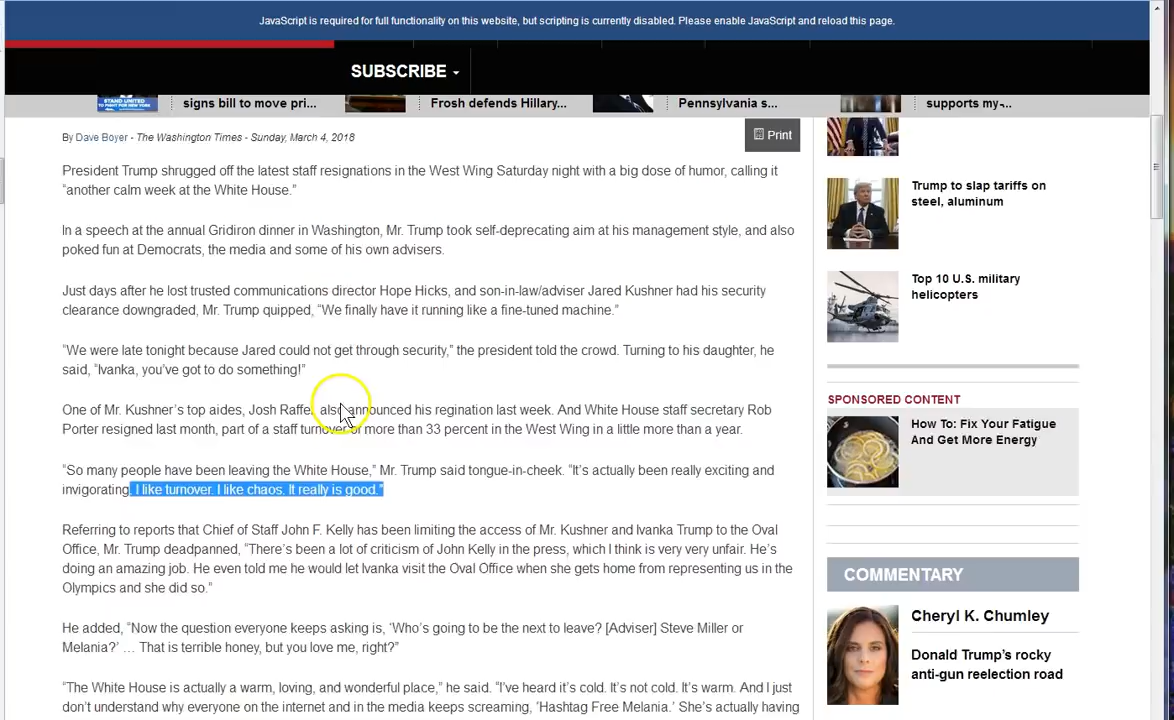 JavaScript is required for full functionality on this website, but scripting is currently disabled. Please enable JavaScript and reload this page.
SUBSCRIBE
STAND UNITED
TO FIGHT FOR NEW YORK
signs bill to move pri...
Frosh defends Hillary...
Pennsylvania s...
supports my-...
By Dave Boyer - The Washington Times - Sunday, March 4, 2018
Print
President Trump shrugged off the latest staff resignations in the West Wing Saturday night with a big dose of humor, calling it
“another calm week at the White House.”
In a speech at the annual Gridiron dinner in Washington, Mr. Trump took self-deprecating aim at his management style, and also
poked fun at Democrats, the media and some of his own advisers.
Just days after he lost trusted communications director Hope Hicks, and son-in-law/adviser Jared Kushner had his security
clearance downgraded, Mr. Trump quipped, “We finally have it running like a fine-tuned machine.”
“We were late tonight because Jared could not get through security,” the president told the crowd. Turning to his daughter, he
said, “Ivanka, you’ve got to do something!”
One of Mr. Kushner’s top aides, Josh Raffel, also announced his regination last week. And White House staff secretary Rob
Porter resigned last month, part of a staff turnover of more than 33 percent in the West Wing in a little more than a year.
“So many people have been leaving the White House,” Mr. Trump said tongue-in-cheek. “It’s actually been really exciting and
invigorating. I like turnover. I like chaos. It really is good.”
Referring to reports that Chief of Staff John F. Kelly has been limiting the access of Mr. Kushner and Ivanka Trump to the Oval
Office, Mr. Trump deadpanned, “There’s been a lot of criticism of John Kelly in the press, which I think is very very unfair. He’s
doing an amazing job. He even told me he would let Ivanka visit the Oval Office when she gets home from representing us in the
Olympics and she did so.”
He added, “Now the question everyone keeps asking is, ‘Who’s going to be the next to leave? [Adviser] Steve Miller or
Melania?’ … That is terrible honey, but you love me, right?”
“The White House is actually a warm, loving, and wonderful place,” he said. “I’ve heard it’s cold. It’s not cold. It’s warm. And I just
don’t understand why everyone on the internet and in the media keeps screaming, ‘Hashtag Free Melania.’ She’s actually having
Trump to slap tariffs on
steel, aluminum
Top 10 U.S. military
helicopters
SPONSORED CONTENT
How To: Fix Your Fatigue
And Get More Energy
COMMENTARY
Cheryl K. Chumley
Donald Trump’s rocky
anti-gun reelection road